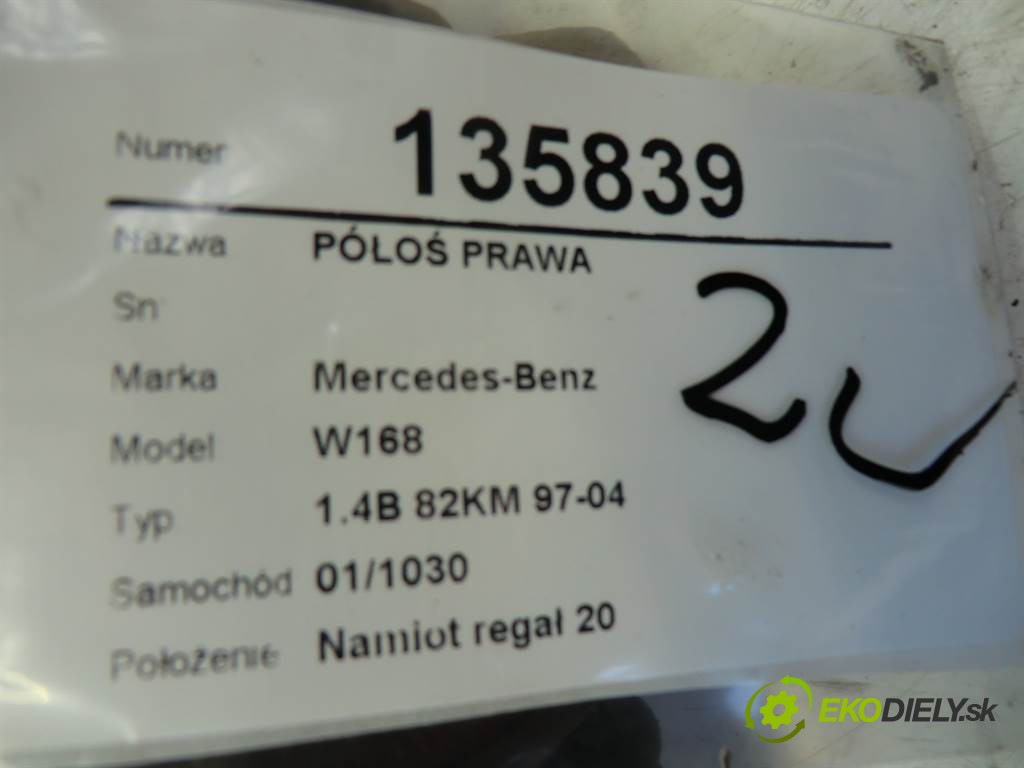 Numer 135839
Nazwa PÓŁOŚ PRAWA
Sn
Marka Mercedes-Benz
Model W168
Typ 1.4B 82KM 97-04
Samochód 01/1030
Położenie Namiot regał 20
2
EKODIELY.sk